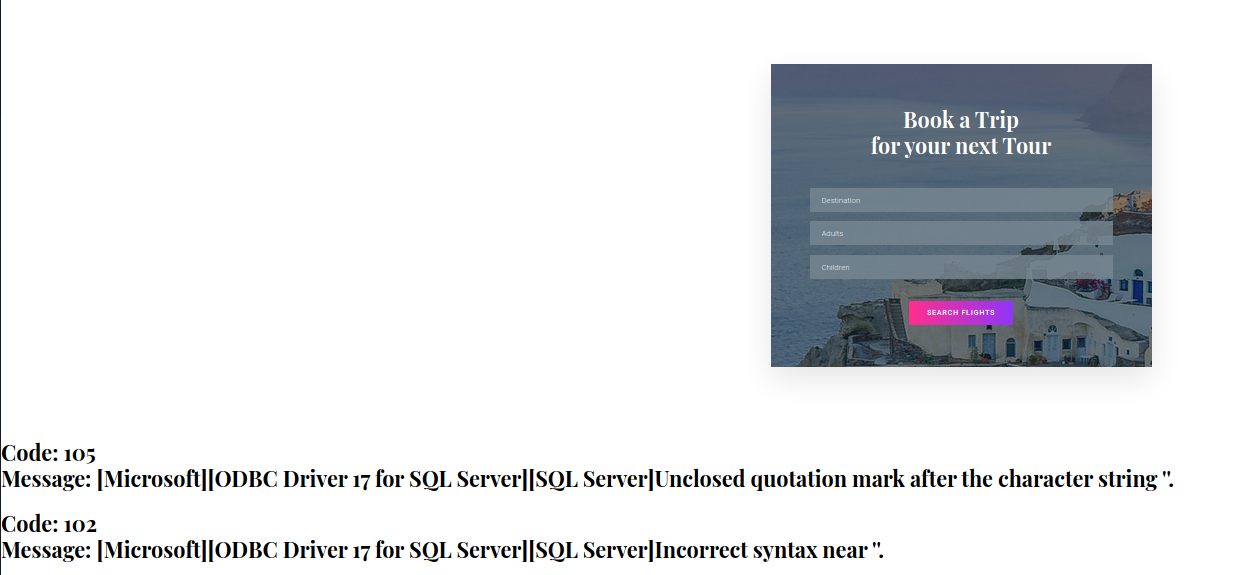 Book a Trip
for your next Tour
Destination
Adults
Children
SEARCH FLIGHTS
Code: 105
Message: [Microsoft][ODBC Driver 17 for SQL Server][SQL Server]Unclosed quotation mark after the character string ''.
Code: 102
Message: [Microsoft][ODBC Driver 17 for SQL Server][SQL Server]Incorrect syntax near ''.